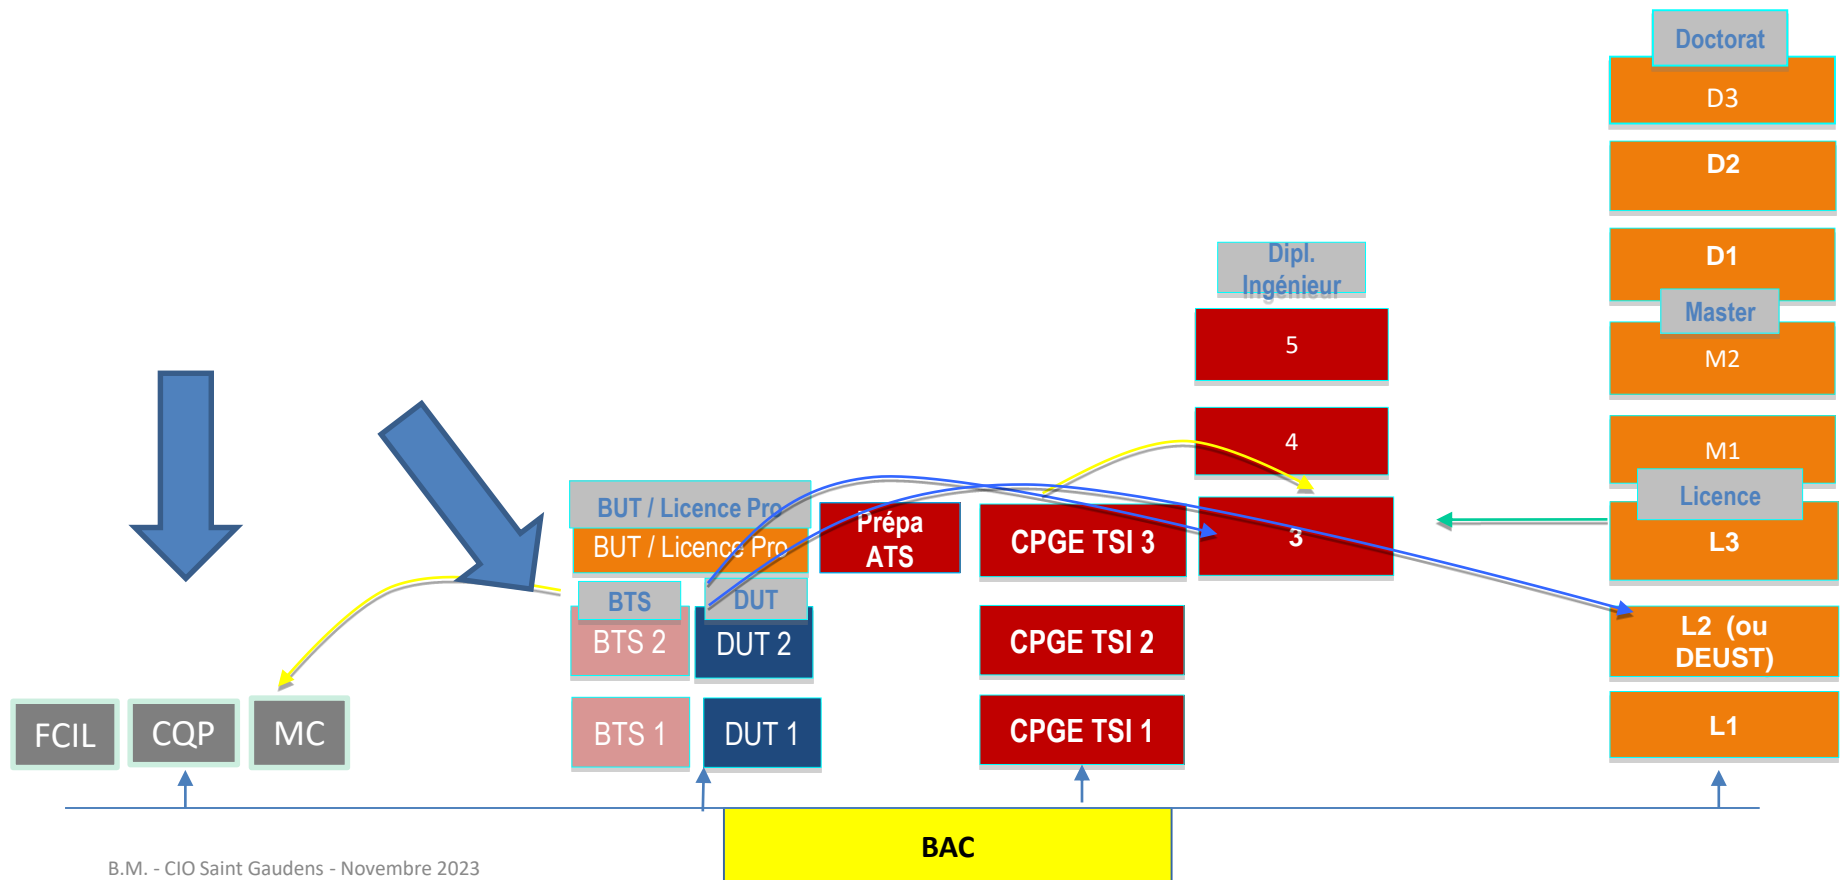 Doctorat
D3
D2
D1
Master
M2
M1
Licence
L3
L2 (ou
DEUST)
L1
Dipl.
Ingénieur
5
4
3
CPGE TSI 3
CPGE TSI 2
CPGE TSI 1
Prépa
ATS
BUT / Licence Pro
BUT / Licence Pro
BTS
DUT
BTS 2
DUT 2
BTS 1
DUT 1
FCIL
CQP
MC
BAC
B.M. - CIO Saint Gaudens - Novembre 2023